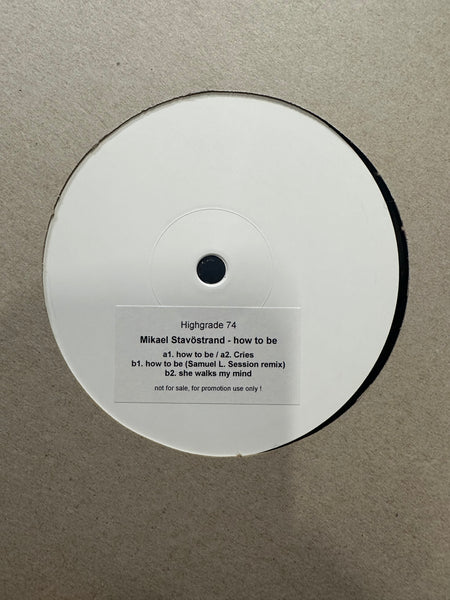 Highgrade 74
Mikael Stavöstrand - how to be
a1. how to be / a2. Cries
b1. how to be (Samuel L. Session remix)
b2. she walks my mind
not for sale, for promotion use only !